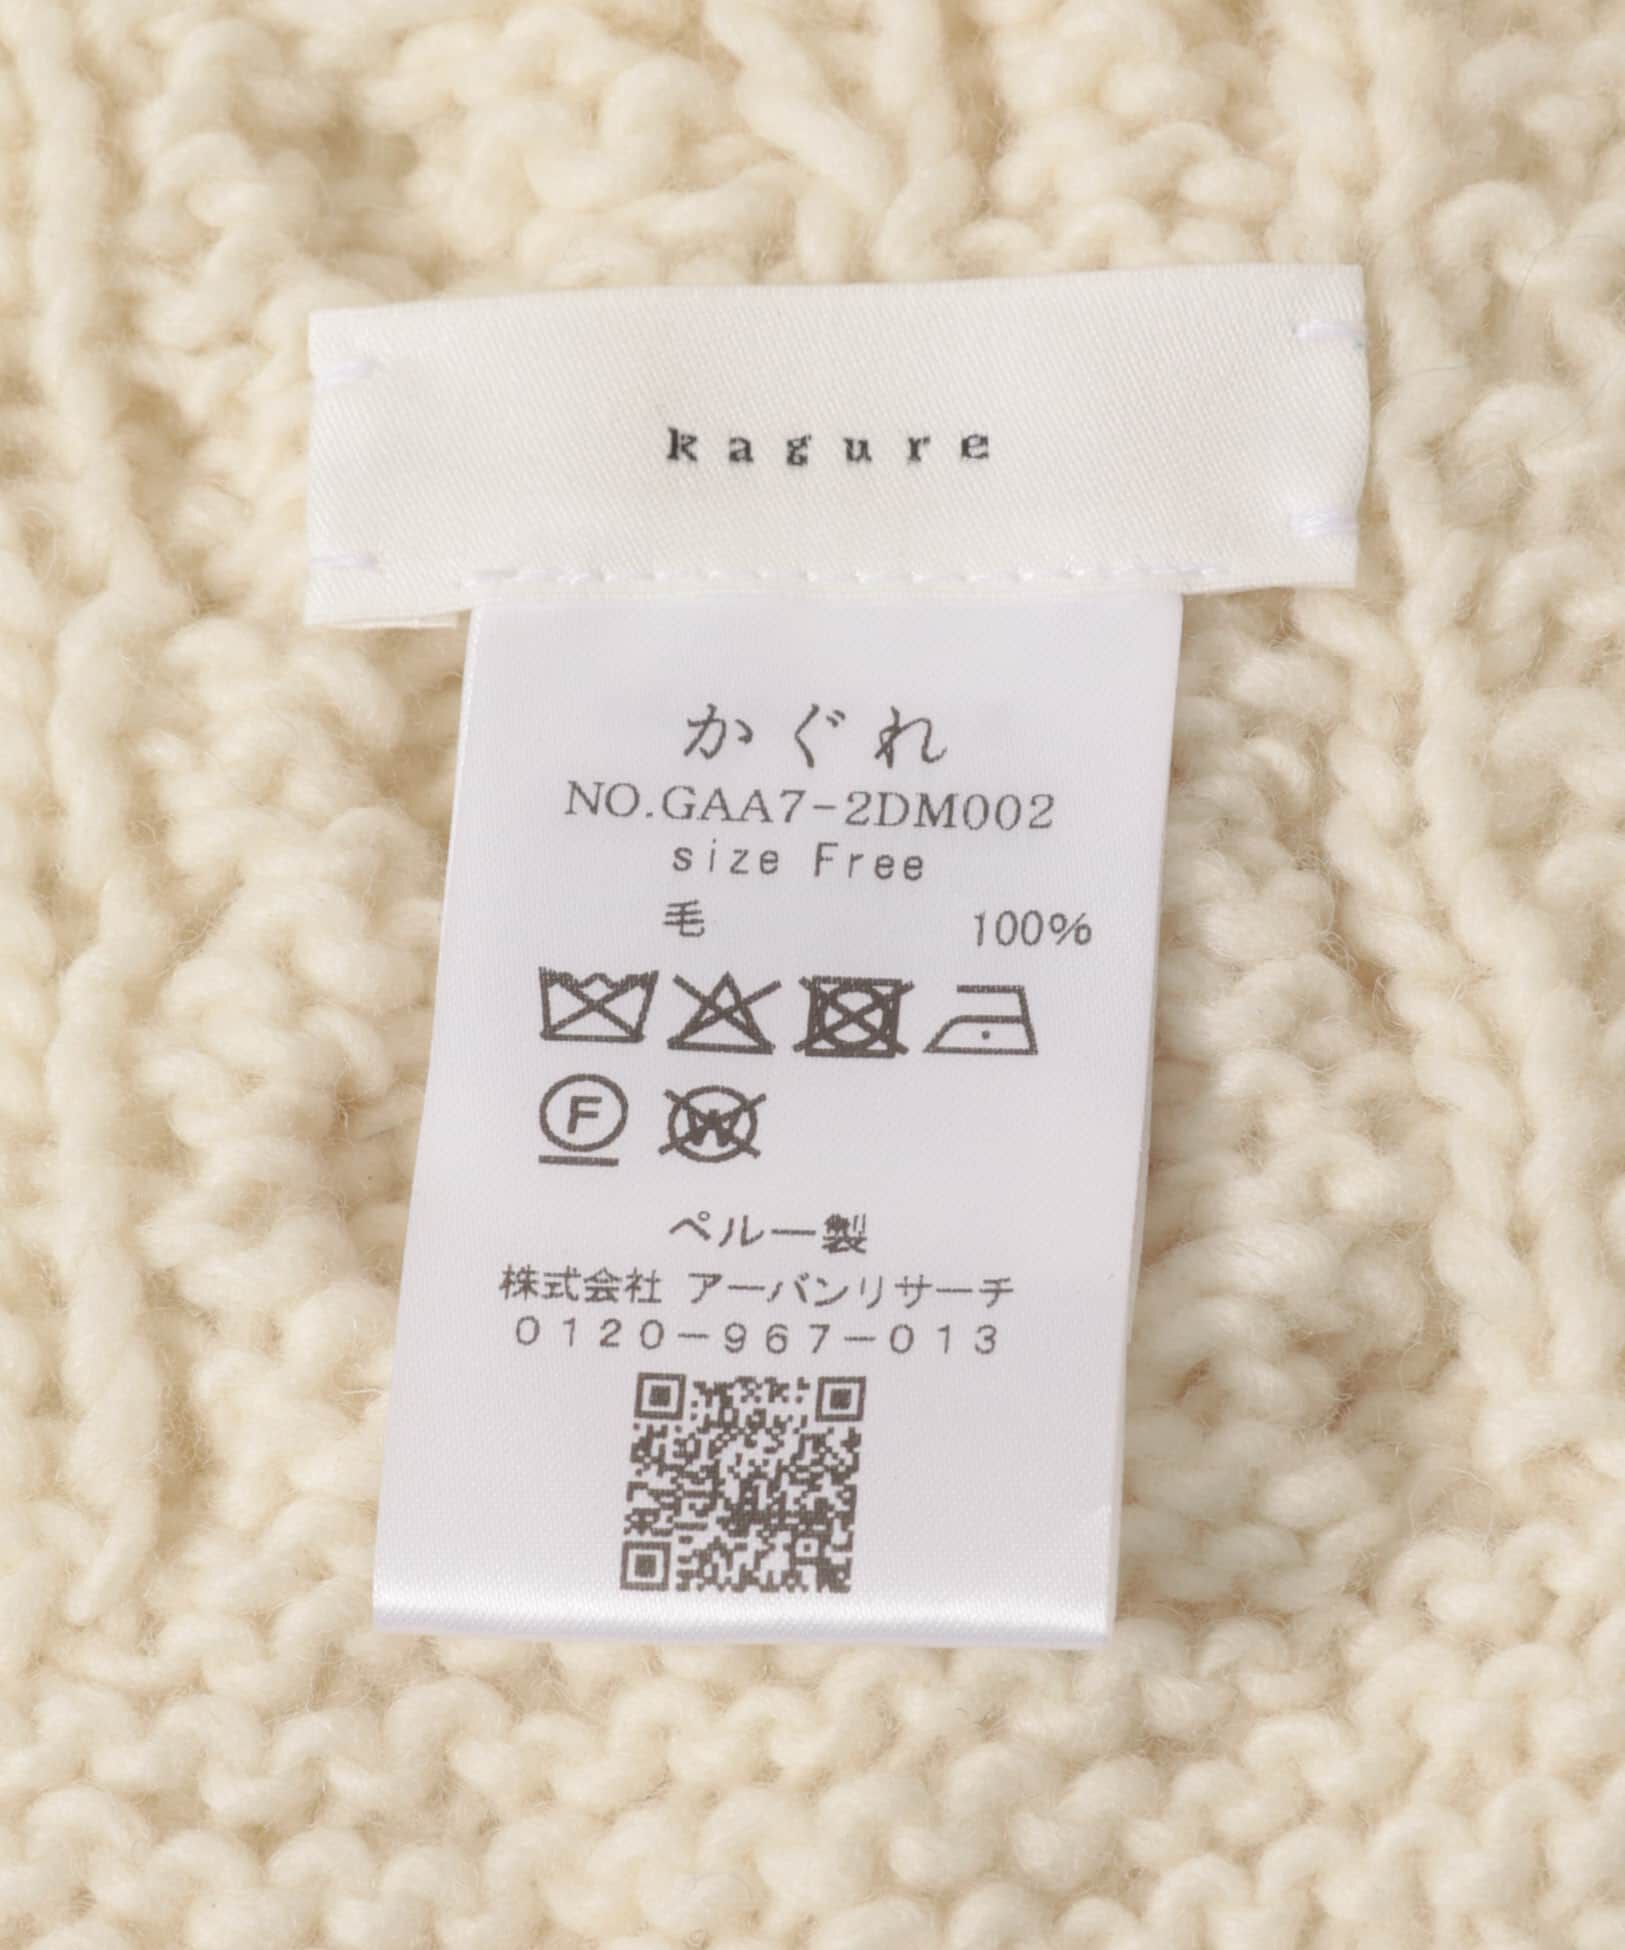 kagure
かぐれ
NO.GAA7-2DM002
size Free
毛 100%
F
W
ペルー製
株式会社 アーバンリサーチ
0120-967-013